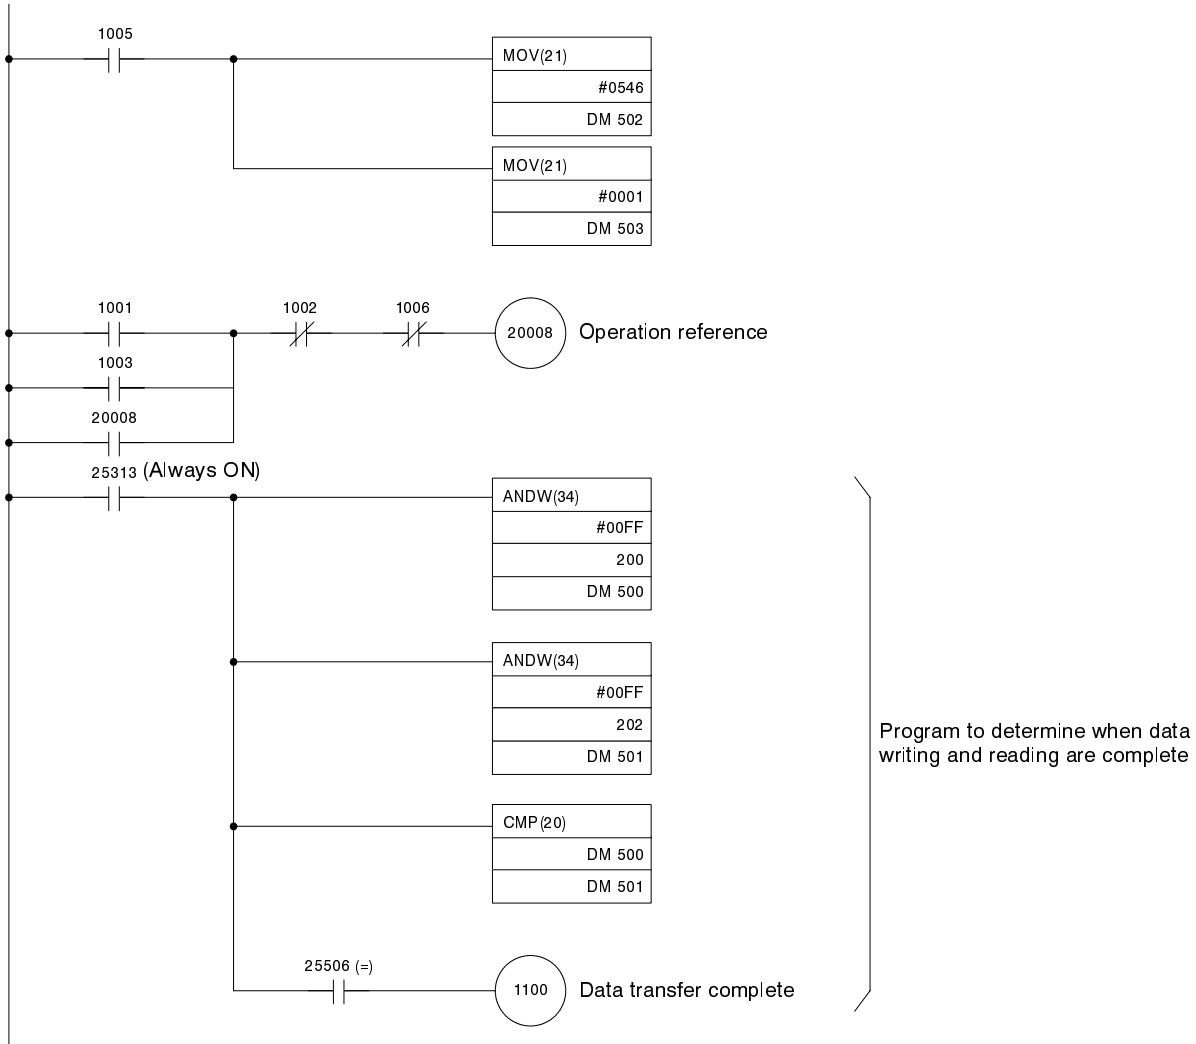 1005
MOV(21)
#0546
DM 502
MOV(21)
#0001
DM 503
1001
1002
1006
20008
Operation reference
1003
20008
25313 (Always ON)
ANDW(34)
#00FF
200
DM 500
ANDW(34)
#00FF
202
DM 501
Program to determine when data
writing and reading are complete
CMP(20)
DM 500
DM 501
25506 (=)
1100
Data transfer complete